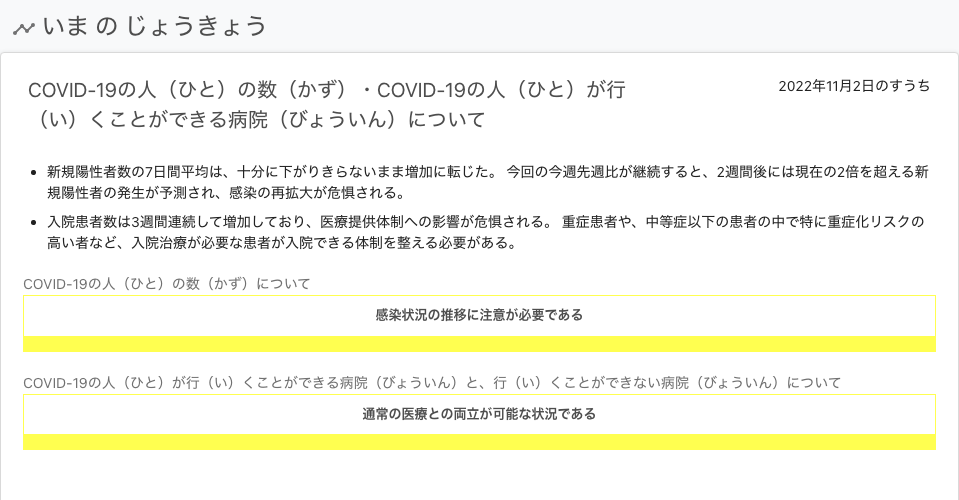 いま の じょうきょう
COVID-19の人（ひと）の数（かず）・COVID-19の人（ひと）が行
（い）くことができる病院（びょういん）について
2022年11月2日のすうち
新規陽性者数の7日間平均は、十分に下がりきらないまま増加に転じた。 今回の今週先週比が継続すると、2週間後には現在の2倍を超える新
規陽性者の発生が予測され、感染の再拡大が危惧される。
入院患者数は3週間連続して増加しており、医療提供体制への影響が危惧される。 重症患者や、中等症以下の患者の中で特に重症化リスクの
高い者など、入院治療が必要な患者が入院できる体制を整える必要がある。
COVID-19の人（ひと）の数（かず）について
感染状況の推移に注意が必要である
COVID-19の人（ひと）が行（い）くことができる病院（びょういん）と、行（い）くことができない病院（びょういん）について
通常の医療との両立が可能な状況である